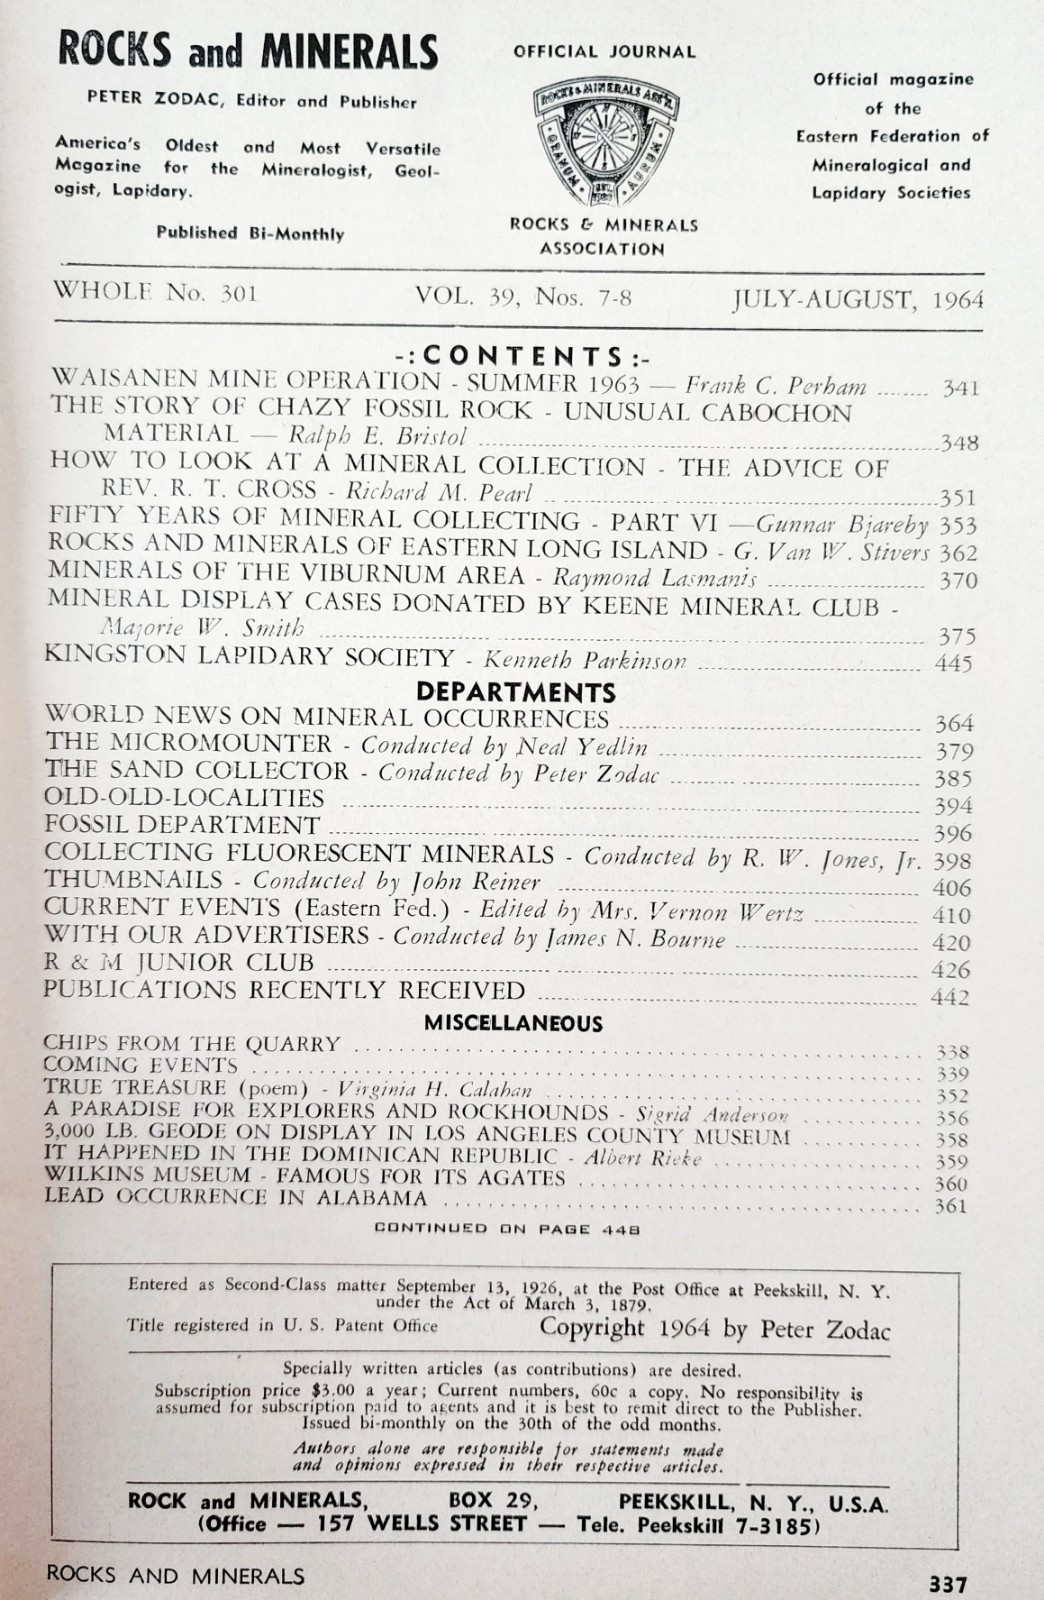 ROCKS and MINERALS
PETER ZODAC, Editor and Publisher
America's Oldest and Most Versatile
Magazine for the Mineralogist, Geol-
ogist, Lapidary.
Published Bi-Monthly
OFFICIAL JOURNAL
ROCKS & MINERALS ASS'N.
GRANUM AURUM
ROCKS & MINERALS
ASSOCIATION
Official magazine
of the
Eastern Federation of
Mineralogical and
Lapidary Societies
WHOLE No. 301 VOL. 39, Nos. 7-8 JULY-AUGUST, 1964
-:CONTENTS:-
WAISANEN MINE OPERATION - SUMMER 1963 — Frank C. Perham ........ 341
THE STORY OF CHAZY FOSSIL ROCK - UNUSUAL CABOCHON
MATERIAL — Ralph E. Bristol ........ 348
HOW TO LOOK AT A MINERAL COLLECTION - THE ADVICE OF
REV. R. T. CROSS - Richard M. Pearl ........ 351
FIFTY YEARS OF MINERAL COLLECTING - PART VI —Gunnar Bjareby 353
ROCKS AND MINERALS OF EASTERN LONG ISLAND - G. Van W. Stivers 362
MINERALS OF THE VIBURNUM AREA - Raymond Lasmanis ........ 370
MINERAL DISPLAY CASES DONATED BY KEENE MINERAL CLUB -
Majorie W. Smith ........ 375
KINGSTON LAPIDARY SOCIETY - Kenneth Parkinson ........ 445
DEPARTMENTS
WORLD NEWS ON MINERAL OCCURRENCES ........ 364
THE MICROMOUNTER - Conducted by Neal Yedlin ........ 379
THE SAND COLLECTOR - Conducted by Peter Zodac ........ 385
OLD-OLD-LOCALITIES ........ 394
FOSSIL DEPARTMENT ........ 396
COLLECTING FLUORESCENT MINERALS - Conducted by R. W. Jones, Jr. 398
THUMBNAILS - Conducted by John Reiner ........ 406
CURRENT EVENTS (Eastern Fed.) - Edited by Mrs. Vernon Wertz ........ 410
WITH OUR ADVERTISERS - Conducted by James N. Bourne ........ 420
R & M JUNIOR CLUB ........ 426
PUBLICATIONS RECENTLY RECEIVED ........ 442
MISCELLANEOUS
CHIPS FROM THE QUARRY ........ 338
COMING EVENTS ........ 339
TRUE TREASURE (poem) - Virginia H. Calahan ........ 352
A PARADISE FOR EXPLORERS AND ROCKHOUNDS - Sigrid Anderson ........ 356
3,000 LB. GEODE ON DISPLAY IN LOS ANGELES COUNTY MUSEUM ........ 358
IT HAPPENED IN THE DOMINICAN REPUBLIC - Albert Rieke ........ 359
WILKINS MUSEUM - FAMOUS FOR ITS AGATES ........ 360
LEAD OCCURRENCE IN ALABAMA ........ 361
CONTINUED ON PAGE 448
Entered as Second-Class matter September 13, 1926, at the Post Office at Peekskill, N. Y.
under the Act of March 3, 1879.
Title registered in U. S. Patent Office Copyright 1964 by Peter Zodac
Specially written articles (as contributions) are desired.
Subscription price $3.00 a year; Current numbers, 60c a copy. No responsibility is
assumed for subscription paid to agents and it is best to remit direct to the Publisher.
Issued bi-monthly on the 30th of the odd months.
Authors alone are responsible for statements made
and opinions expressed in their respective articles.
ROCK and MINERALS, BOX 29, PEEKSKILL, N. Y., U.S.A.
(Office — 157 WELLS STREET — Tele. Peekskill 7-3185)
ROCKS AND MINERALS 337